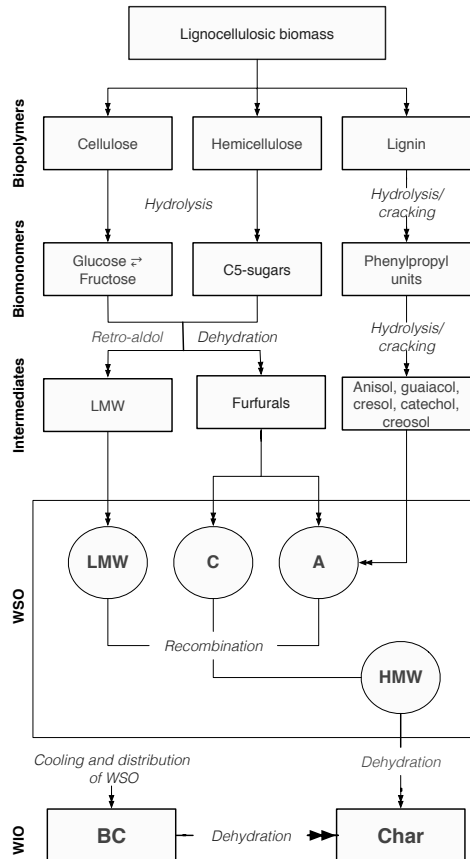 Lignocellulosic biomass
Biopolymers
Cellulose
Hemicellulose
Lignin
Hydrolysis
Hydrolysis/
cracking
Biomonomers
Glucose ⇄
Fructose
C5-sugars
Phenylpropyl
units
Retro-aldol
Dehydration
Hydrolysis/
cracking
Intermediates
LMW
Furfurals
Anisol, guaiacol,
cresol, catechol,
creosol
WSO
LMW
C
A
Recombination
HMW
Cooling and distribution
of WSO
Dehydration
WIO
BC
Dehydration
Char